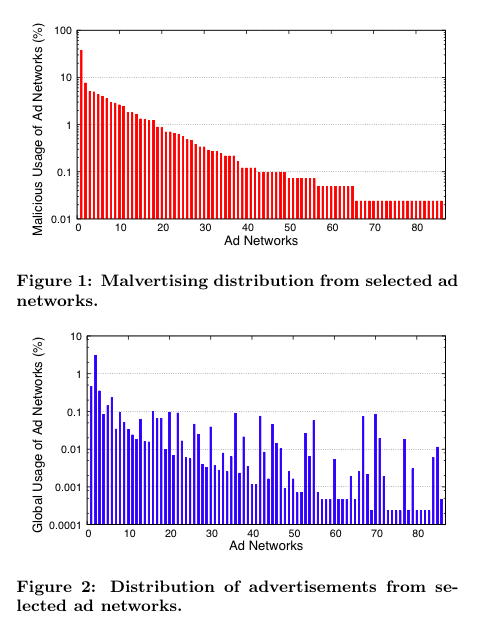 100
10
1
0.1
0.01
Malicious Usage of Ad Networks (%)
0 10 20 30 40 50 60 70 80
Ad Networks
Figure 1: Malvertising distribution from selected ad
networks.
10
1
0.1
0.01
0.001
0.0001
Global Usage of Ad Networks (%)
0 10 20 30 40 50 60 70 80
Ad Networks
Figure 2: Distribution of advertisements from se-
lected ad networks.